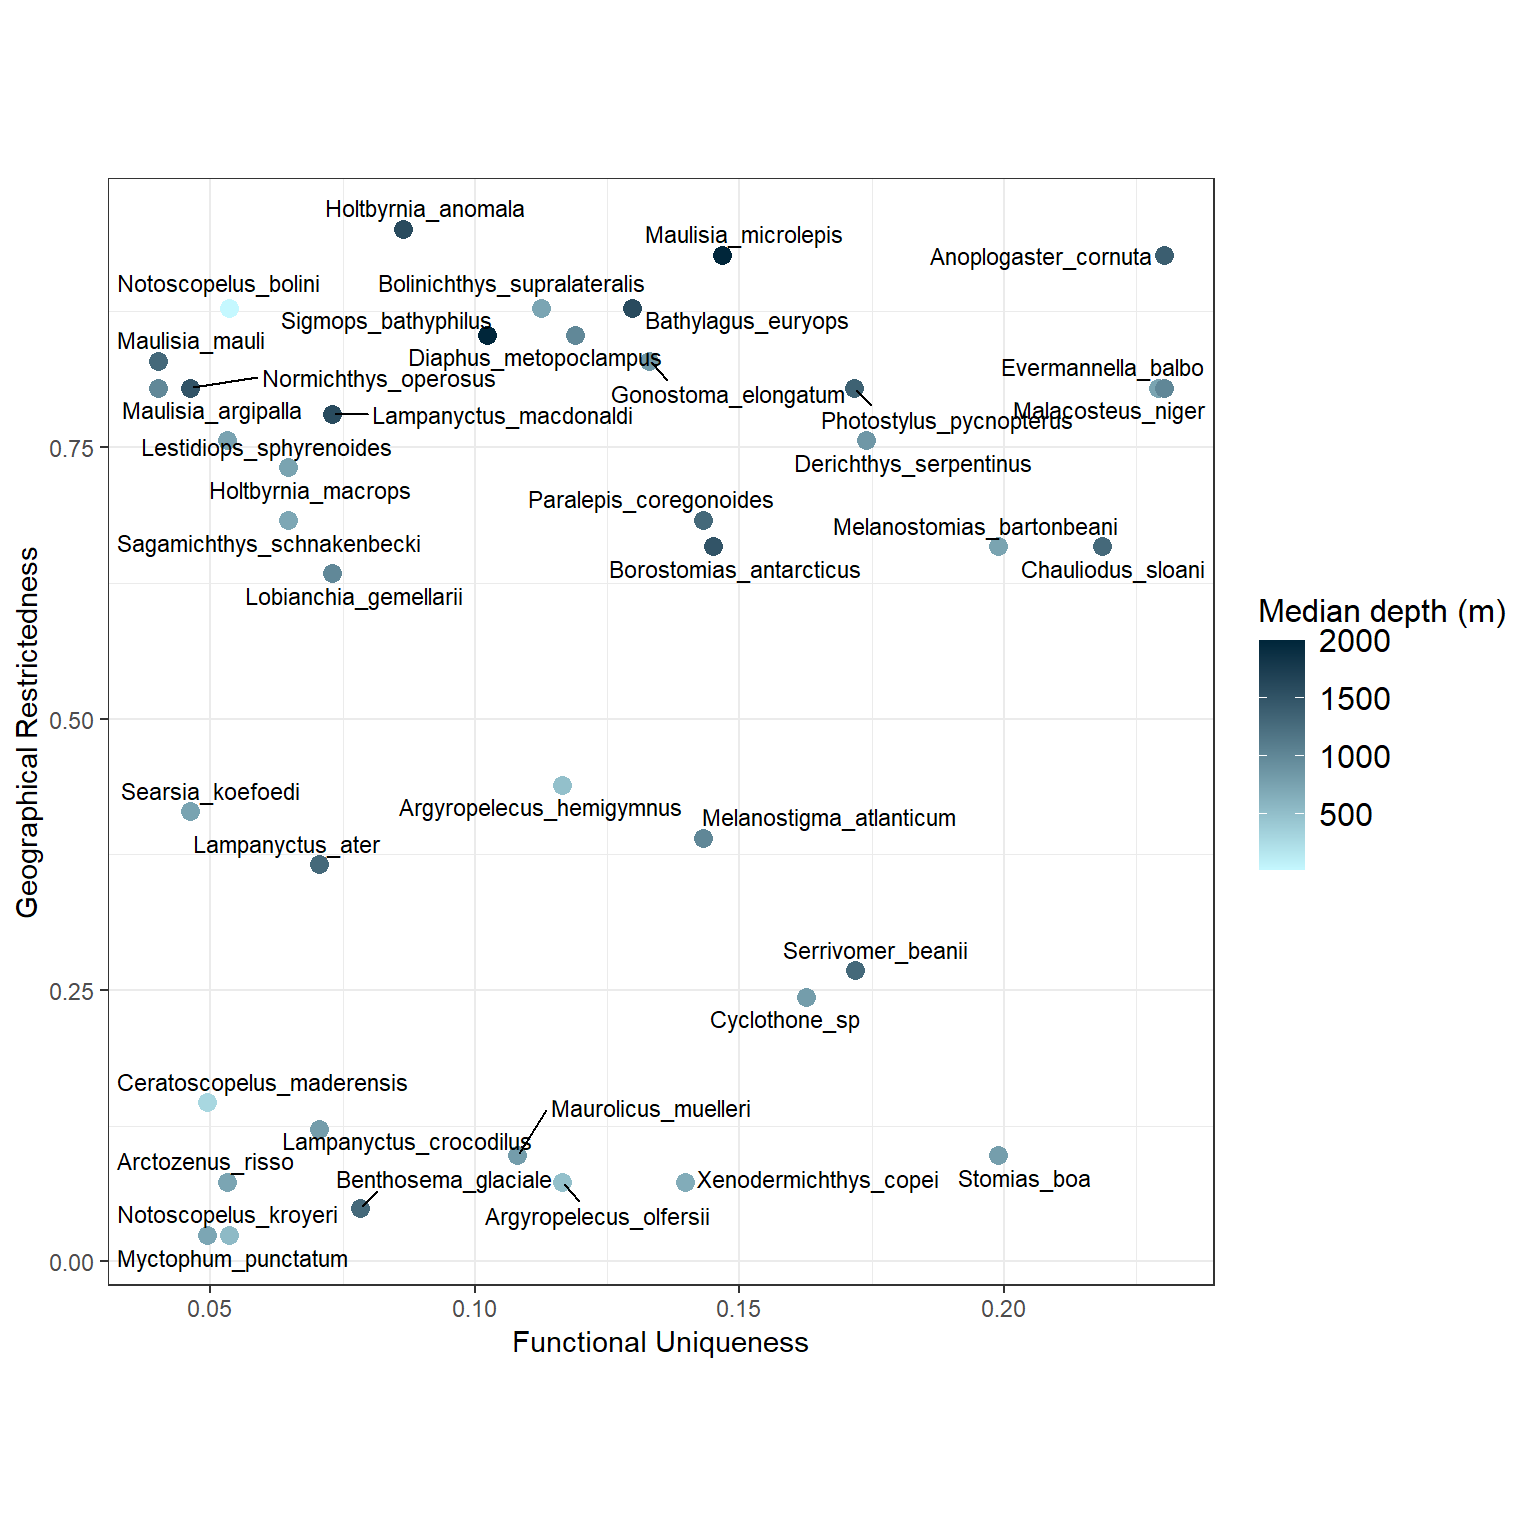 Holtbyrnia_anomala
Maulisia_microlepis
Anoplogaster_cornuta
Notoscopelus_bolini
Bolinichthys_supralateralis
Sigmops_bathyphilus
Bathylagus_euryops
Maulisia_mauli
Diaphus_metopoclampus
Evermannella_balbo
Normichthys_operosus
Gonostoma_elongatum
Maulisia_argipalla
Lampanyctus_macdonaldi
Photostylus_pycnopterus
Malacosteus_niger
Lestidiops_sphyrenoides
Derichthys_serpentinus
Holtbyrnia_macrops
Paralepis_coregonoides
Melanostomias_bartonbeani
Sagamichthys_schnakenbecki
Borostomias_antarcticus
Chauliodus_sloani
Lobianchia_gemellarii
Searsia_koefoedi
Argyropelecus_hemigymnus
Melanostigma_atlanticum
Lampanyctus_ater
Serrivomer_beanii
Cyclothone_sp
Ceratoscopelus_maderensis
Maurolicus_muelleri
Lampanyctus_crocodilus
Arctozenus_risso
Benthosema_glaciale
Xenodermichthys_copei
Stomias_boa
Notoscopelus_kroyeri
Argyropelecus_olfersii
Myctophum_punctatum
0.75
0.50
0.25
0.00
Geographical Restrictedness
0.05
0.10
0.15
0.20
Functional Uniqueness
Median depth (m)
2000
1500
1000
500